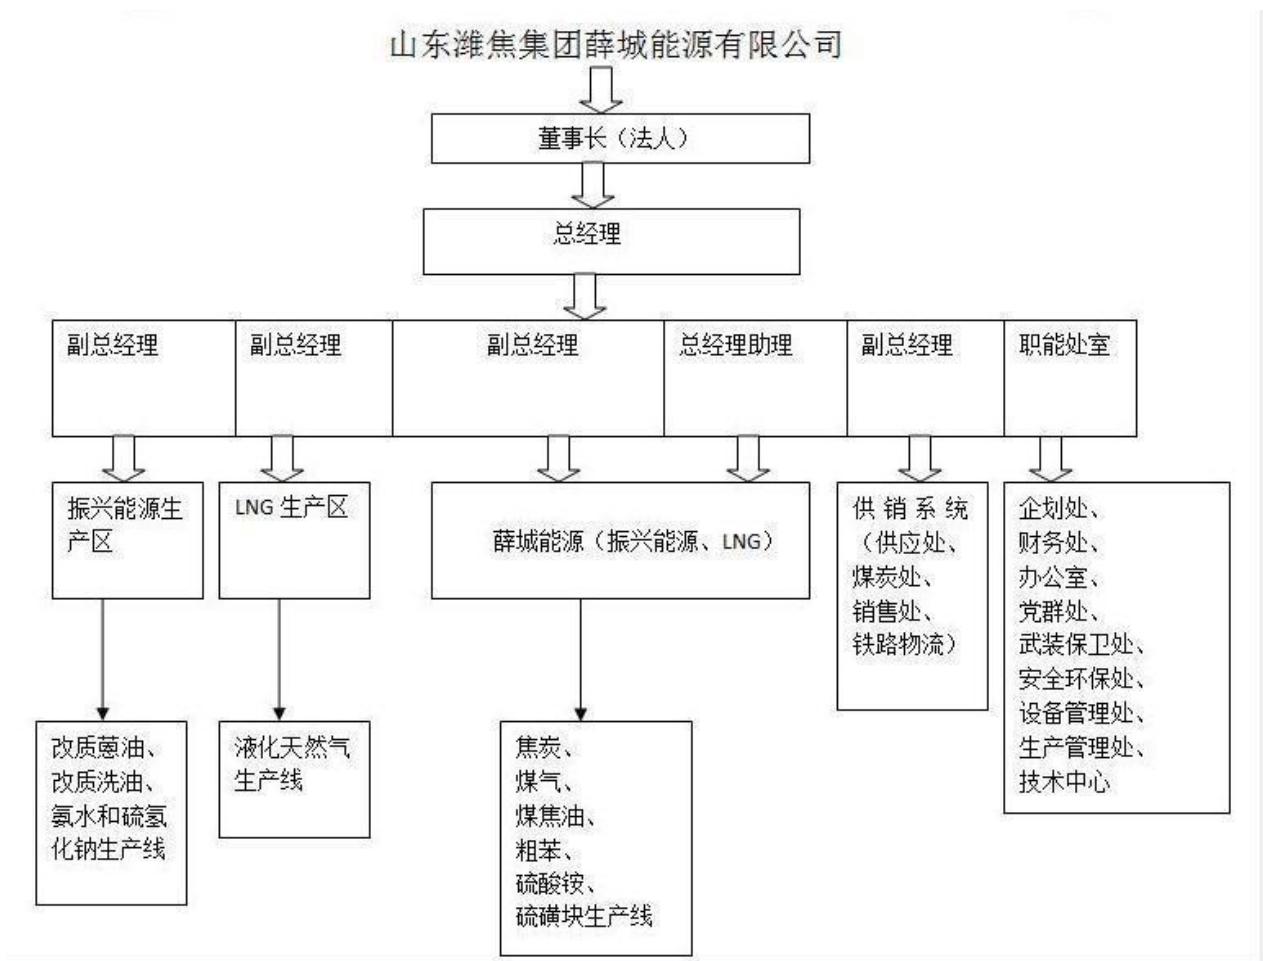 山东潍焦集团薛城能源有限公司
董事长（法人）
总经理
副总经理
副总经理
副总经理
总经理助理
副总经理
职能处室
振兴能源生
产区
LNG 生产区
薛城能源（振兴能源、LNG）
供 销 系 统
（供应处、
煤炭处、
销售处、
铁路物流）
企划处、
财务处、
办公室、
党群处、
武装保卫处、
安全环保处、
设备管理处、
生产管理处、
技术中心
改质蒽油、
改质洗油、
氨水和硫氢
化钠生产线
液化天然气
生产线
焦炭、
煤气、
煤焦油、
粗苯、
硫酸铵、
硫磺块生产线